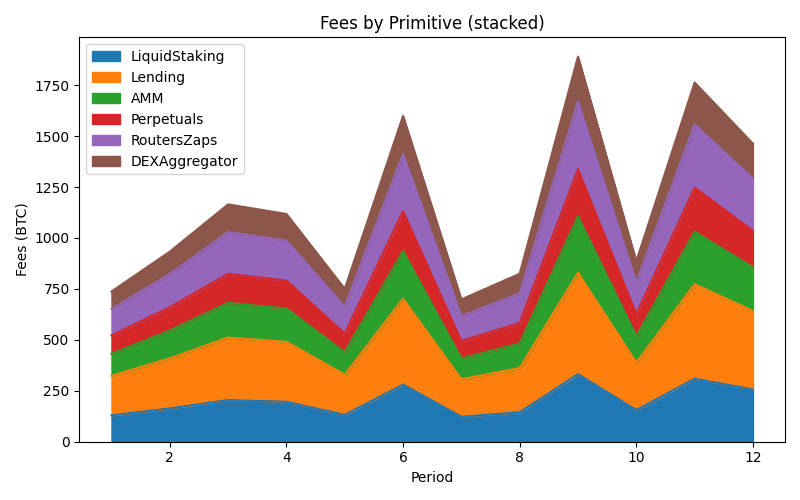 Fees by Primitive (stacked)
LiquidStaking
Lending
AMM
Perpetuals
RoutersZaps
DEXAggregator
Fees (BTC)
1750
1500
1250
1000
750
500
250
0
2 4 6 8 10 12
Period